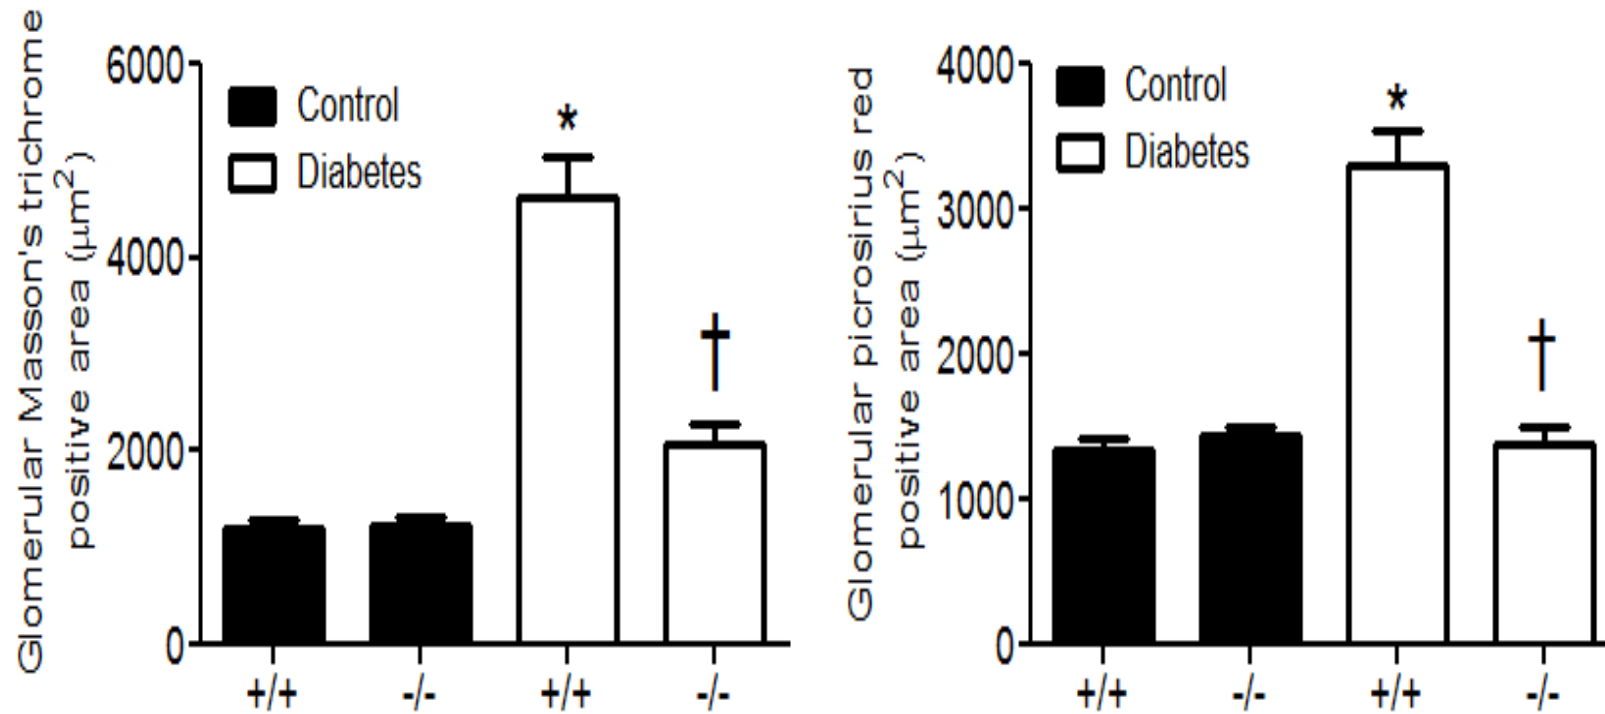 Glomerular Masson's trichrome
positive area (μm²)
6000
4000
2000
0
Control
Diabetes
*
†
+/+
-/-
+/+
-/-
Glomerular picrosirius red
positive area (μm²)
4000
3000
2000
1000
0
Control
Diabetes
*
†
+/+
-/-
+/+
-/-